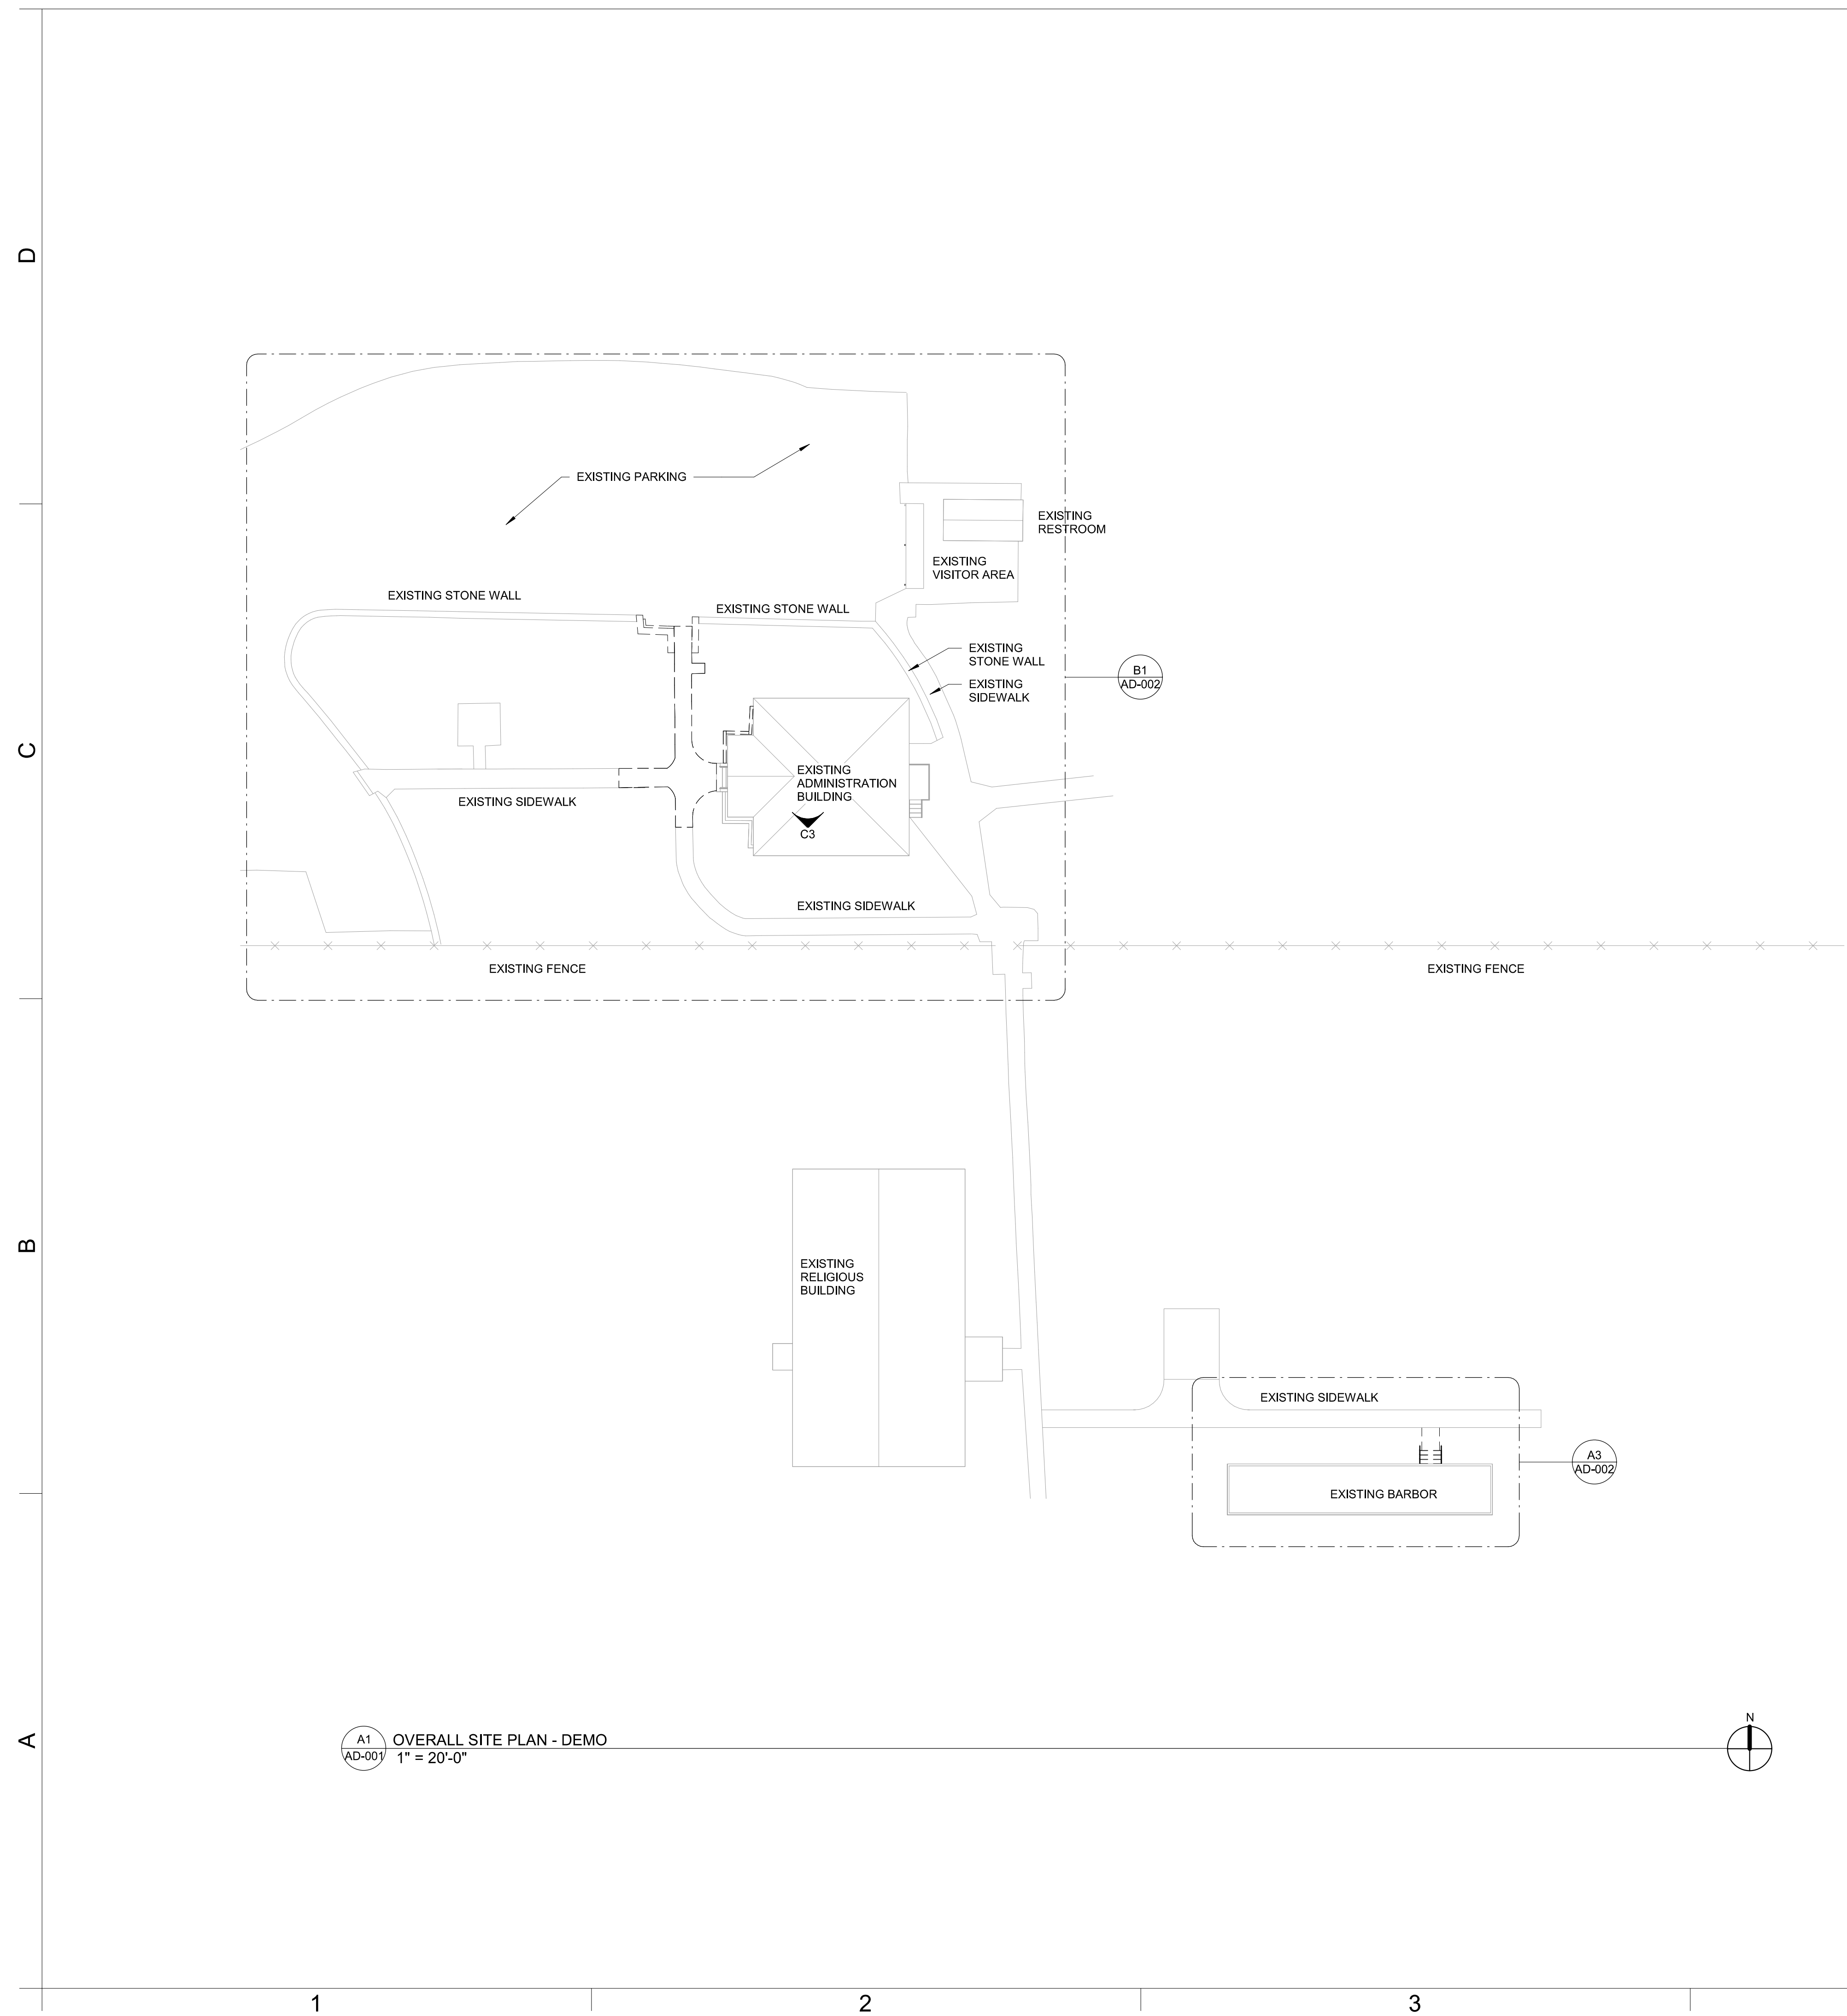 D
EXISTING PARKING
EXISTING
RESTROOM
EXISTING
VISITOR AREA
EXISTING STONE WALL
EXISTING STONE WALL
EXISTING
STONE WALL
EXISTING
SIDEWALK
B1
AD-002
C
EXISTING
ADMINISTRATION
BUILDING
C3
EXISTING SIDEWALK
EXISTING SIDEWALK
EXISTING FENCE
EXISTING FENCE
B
EXISTING
RELIGIOUS
BUILDING
EXISTING SIDEWALK
A3
AD-002
EXISTING BARBOR
A
A1
AD-001
OVERALL SITE PLAN - DEMO
1" = 20'-0"
N
1
2
3